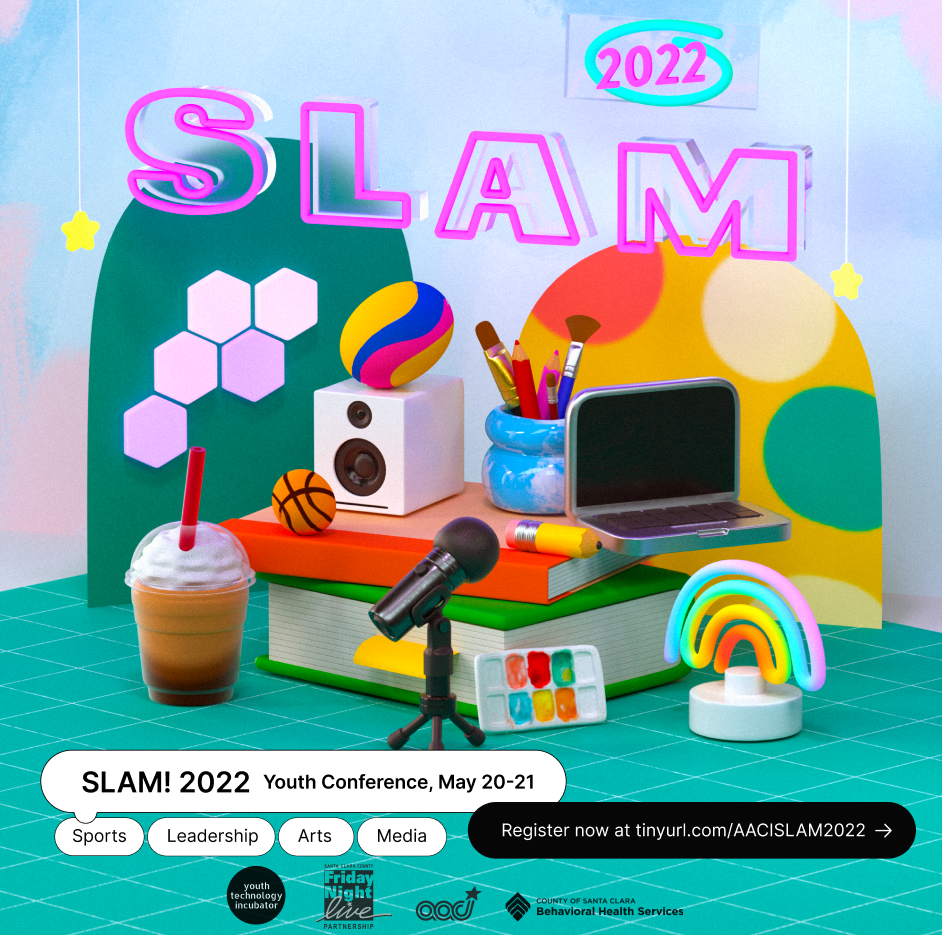 2022
SLAM
SLAM! 2022 Youth Conference, May 20-21
Sports Leadership Arts Media
Register now at tinyurl.com/AACISLAM2022 →
youth
technology
incubator
SANTA CLARA COUNTY
Friday
Night
live
PARTNERSHIP
aaci
COUNTY OF SANTA CLARA
Behavioral Health Services